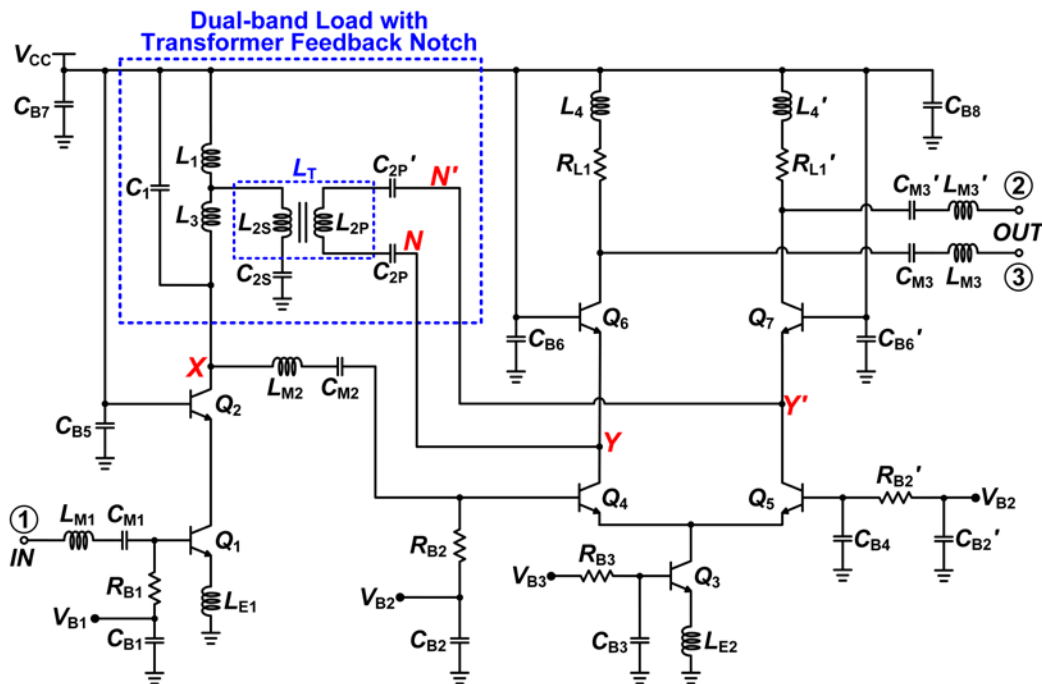 Dual-band Load with
Transformer Feedback Notch
VCC
CB7
L4
L4'
CB8
L1
LT
C2P'
N'
RL1
RL1'
C1
L3
L2S
L2P
CM3'
LM3'
2
OUT
N
C2P
C2S
CM3
LM3
3
Q6
Q7
CB6
CB6'
X
LM2
CM2
Q2
Y'
CB5
Y
Q4
Q5
RB2'
VB2
1
IN
LM1
CM1
Q1
RB2
CB4
CB2'
RB1
VB3
RB3
Q3
VB1
LE1
VB2
CB1
CB2
CB3
LE2